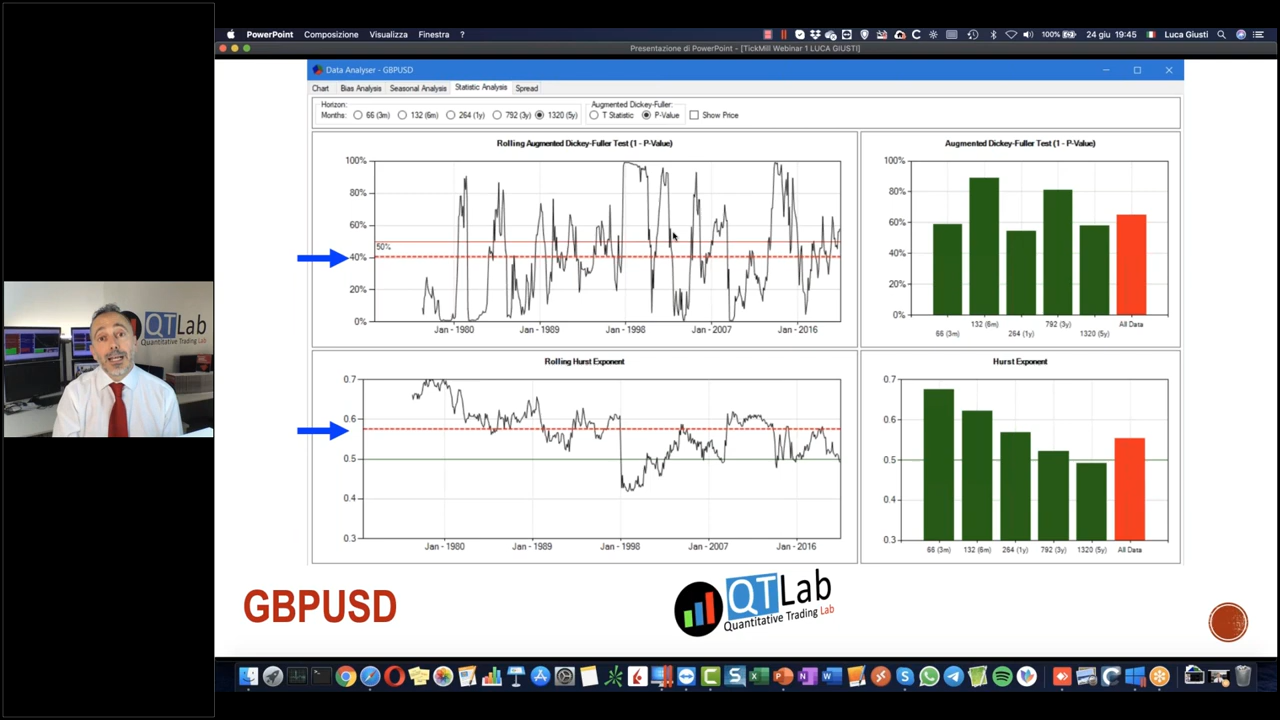 PowerPoint Composizione Visualizza Finestra ? 100% 24 giu 19:45 Luca Giusti
Presentazione di PowerPoint - [TickMill Webinar 1 LUCA GIUSTI]
Data Analyser - GBPUSD
Chart Bias Analysis Seasonal Analysis Statistic Analysis Spread
Horizon:
Months: 66 (3m) 132 (6m) 264 (1y) 792 (3y) 1320 (5y)
Augmented Dickey-Fuller:
T Statistic P-Value Show Price
Rolling Augmented Dickey-Fuller Test (1 - P-Value)
100%
80%
60%
50%
40%
20%
0%
Jan - 1980 Jan - 1989 Jan - 1998 Jan - 2007 Jan - 2016
Augmented Dickey-Fuller Test (1 - P-Value)
100%
80%
60%
40%
20%
0%
66 (3m) 132 (6m) 264 (1y) 792 (3y) 1320 (5y) All Data
Rolling Hurst Exponent
0.7
0.6
0.5
0.4
0.3
Jan - 1980 Jan - 1989 Jan - 1998 Jan - 2007 Jan - 2016
Hurst Exponent
0.7
0.6
0.5
0.4
0.3
66 (3m) 132 (6m) 264 (1y) 792 (3y) 1320 (5y) All Data
QTLab
Quantitative Trading Lab
GBPUSD
QTLab
Quantitative Trading Lab